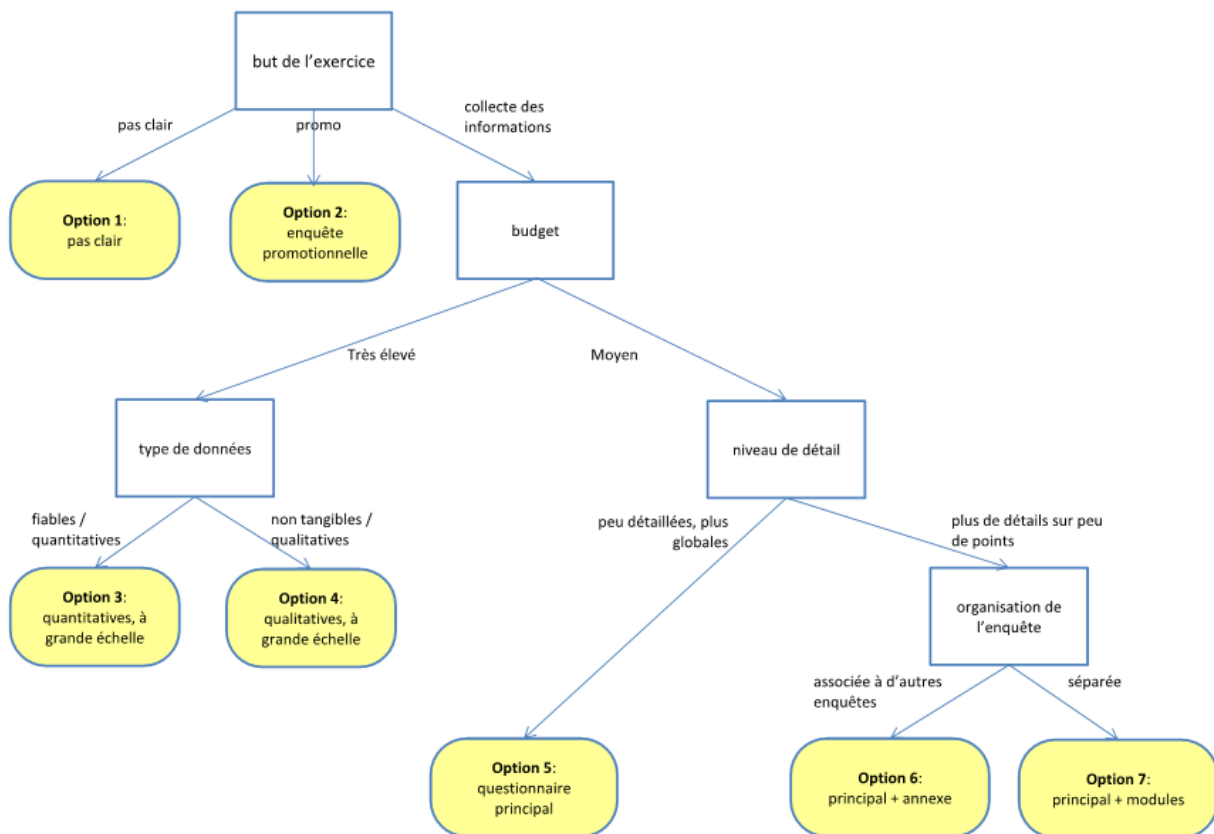 but de l’exercice
pas clair
promo
collecte des
informations
Option 1:
pas clair
Option 2:
enquête
promotionnelle
budget
Très élevé
Moyen
type de données
niveau de détail
fiables /
quantitatives
non tangibles /
qualitatives
peu détaillées, plus
globales
plus de détails sur peu
de points
Option 3:
quantitatives, à
grande échelle
Option 4:
qualitatives, à
grande échelle
organisation de
l’enquête
associée à d’autres
enquêtes
séparée
Option 5:
questionnaire
principal
Option 6:
principal + annexe
Option 7:
principal + modules